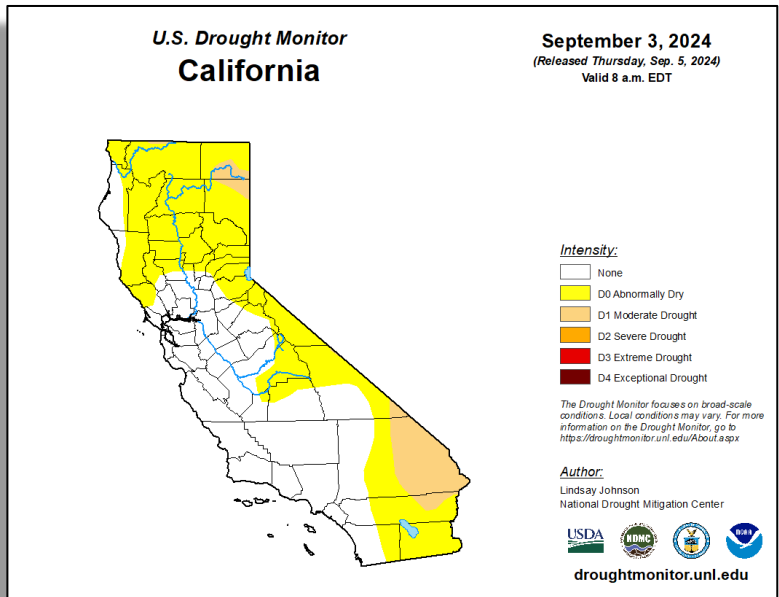 U.S. Drought Monitor
California
September 3, 2024
(Released Thursday, Sep. 5, 2024)
Valid 8 a.m. EDT
Intensity:
None
D0 Abnormally Dry
D1 Moderate Drought
D2 Severe Drought
D3 Extreme Drought
D4 Exceptional Drought
The Drought Monitor focuses on broad-scale
conditions. Local conditions may vary. For more
information on the Drought Monitor, go to
https://droughtmonitor.unl.edu/About.aspx
Author:
Lindsay Johnson
National Drought Mitigation Center
USDA
NDMC
NOAA
droughtmonitor.unl.edu